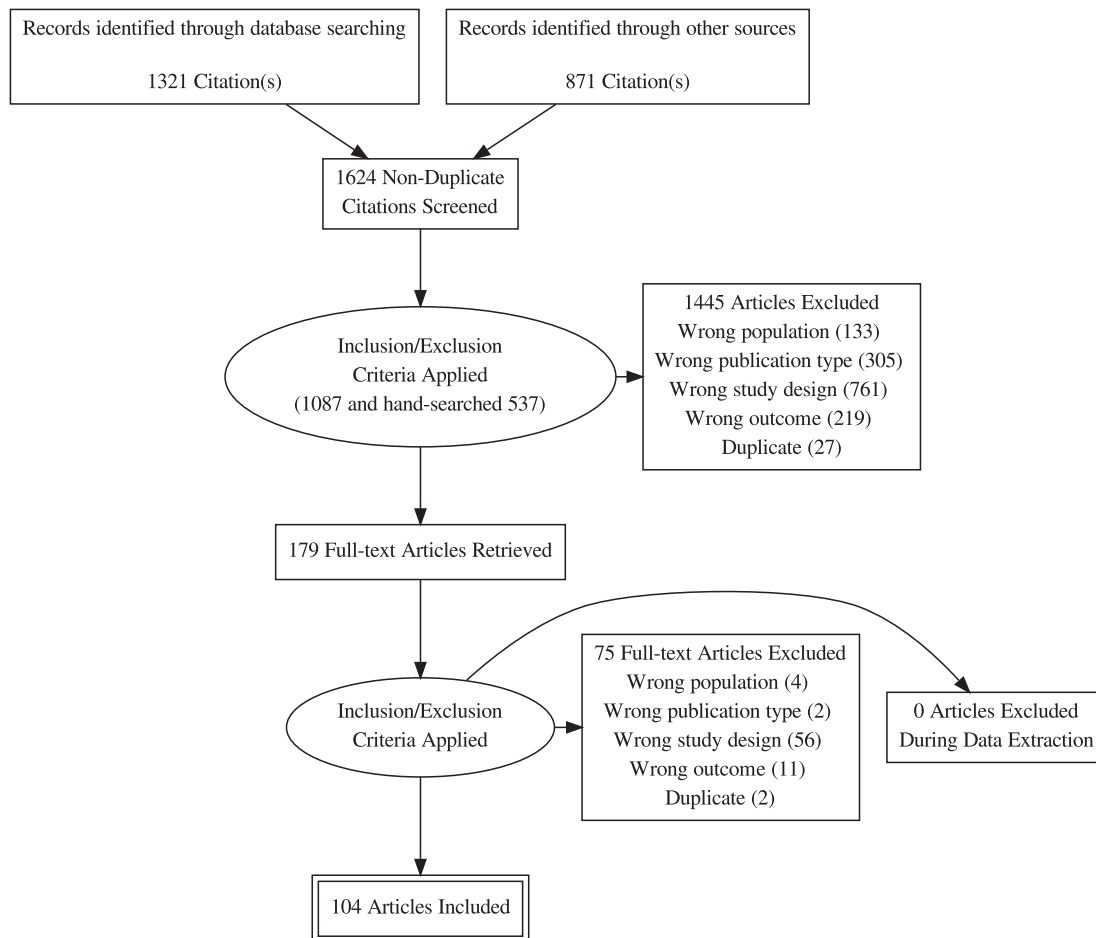 Records identified through database searching
1321 Citation(s)
Records identified through other sources
871 Citation(s)
1624 Non-Duplicate
Citations Screened
Inclusion/Exclusion
Criteria Applied
(1087 and hand-searched 537)
1445 Articles Excluded
Wrong population (133)
Wrong publication type (305)
Wrong study design (761)
Wrong outcome (219)
Duplicate (27)
179 Full-text Articles Retrieved
Inclusion/Exclusion
Criteria Applied
75 Full-text Articles Excluded
Wrong population (4)
Wrong publication type (2)
Wrong study design (56)
Wrong outcome (11)
Duplicate (2)
0 Articles Excluded
During Data Extraction
104 Articles Included